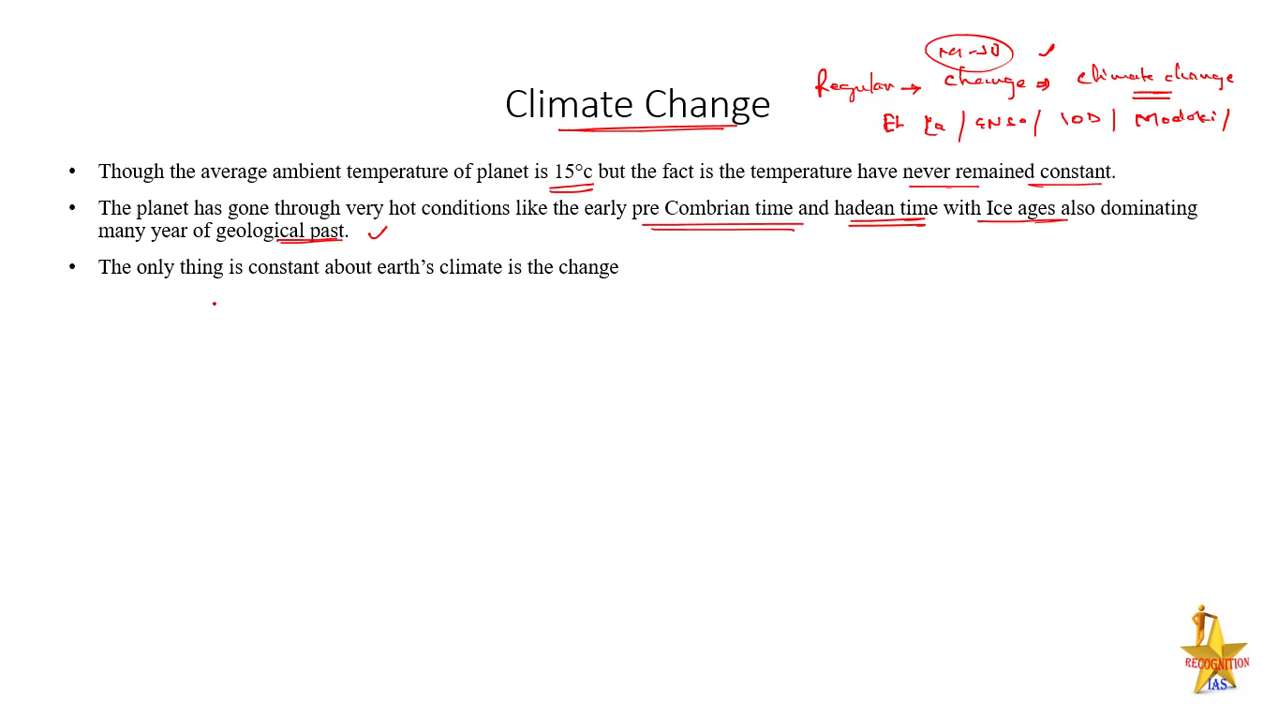 Regular → change ⇒ climate change
El / ENSO / IOD / Modoki /
Climate Change
• Though the average ambient temperature of planet is 15°c but the fact is the temperature have never remained constant.
• The planet has gone through very hot conditions like the early pre Combrian time and hadean time with Ice ages also dominating
many year of geological past.
• The only thing is constant about earth’s climate is the change
RECOGNITION
IAS